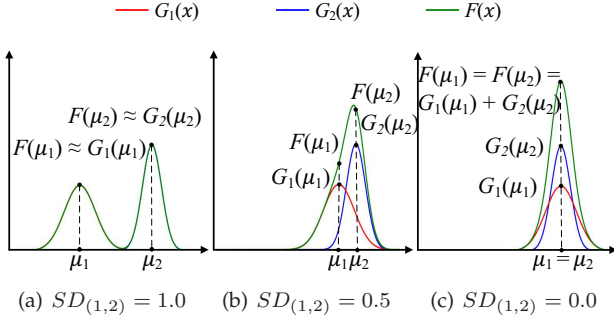 G₁(x) G₂(x) F(x)
F(μ₂) ≈ G₂(μ₂)
F(μ₁) ≈ G₁(μ₁)
μ₁ μ₂
F(μ₂)
G₂(μ₂)
F(μ₁)
G₁(μ₁)
μ₁ μ₂
F(μ₁) = F(μ₂) =
G₁(μ₁) + G₂(μ₂)
G₂(μ₂)
G₁(μ₁)
μ₁ = μ₂
(a) SD₍₁,₂₎ = 1.0 (b) SD₍₁,₂₎ = 0.5 (c) SD₍₁,₂₎ = 0.0